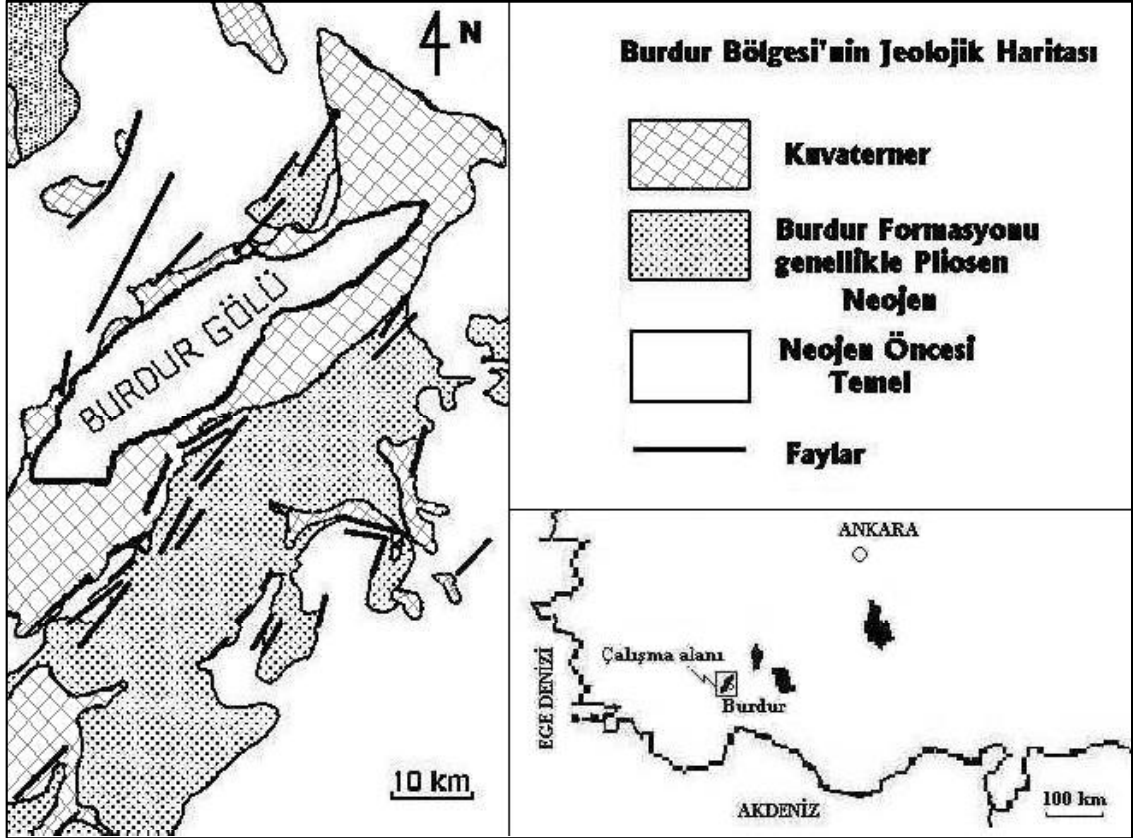 N
BURDUR GÖLÜ
10 km
Burdur Bölgesi'nin Jeolojik Haritası
Kuvaterner
Burdur Formasyonu
genellikle Pliosen
Neojen
Neojen Öncesi
Temel
Faylar
ANKARA
Çalışma alanı
Burdur
EGE DENİZİ
AKDENİZ
100 km